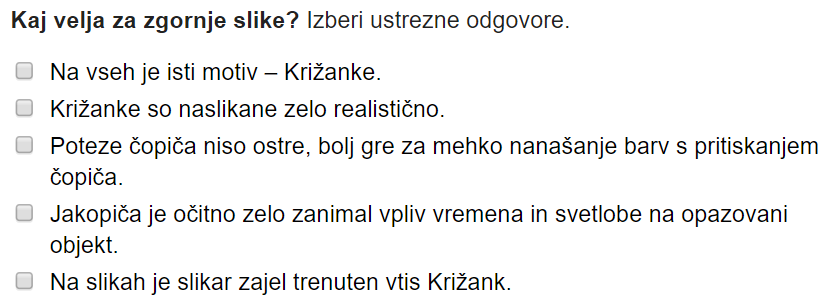 Kaj velja za zgornje slike? Izberi ustrezne odgovore.
Na vseh je isti motiv – Križanke.
Križanke so naslikane zelo realistično.
Poteze čopiča niso ostre, bolj gre za mehko nanašanje barv s pritiskanjem
čopiča.
Jakopiča je očitno zelo zanimal vpliv vremena in svetlobe na opazovani
objekt.
Na slikah je slikar zajel trenuten vtis Križank.